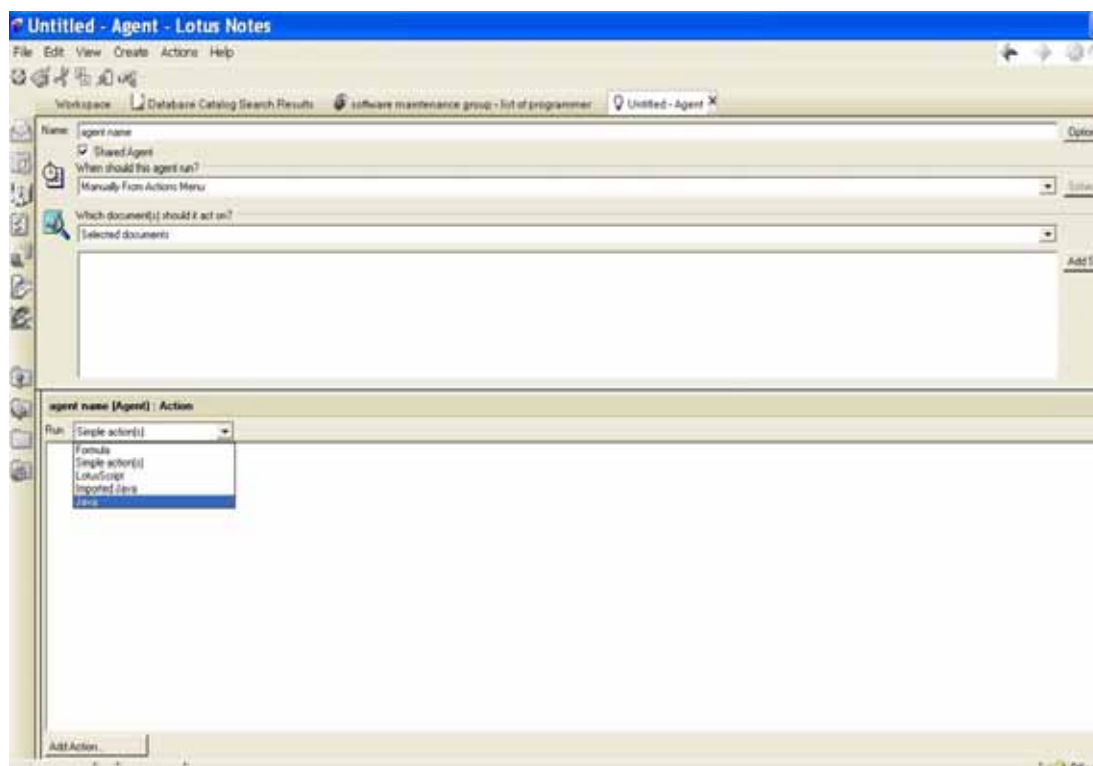 Untitled - Agent - Lotus Notes
File Edit View Create Actions Help
Workspace Database Catalog Search Results software maintenance group - list of programmer Untitled - Agent
Name: agent name
Shared Agent
When should this agent run?
Manually From Actions Menu
Which document(s) should it act on?
Selected documents
agent name [Agent] : Action
Run Simple action(s)
Formula
Simple action(s)
LotusScript
Imported Java
Java
Add Action...